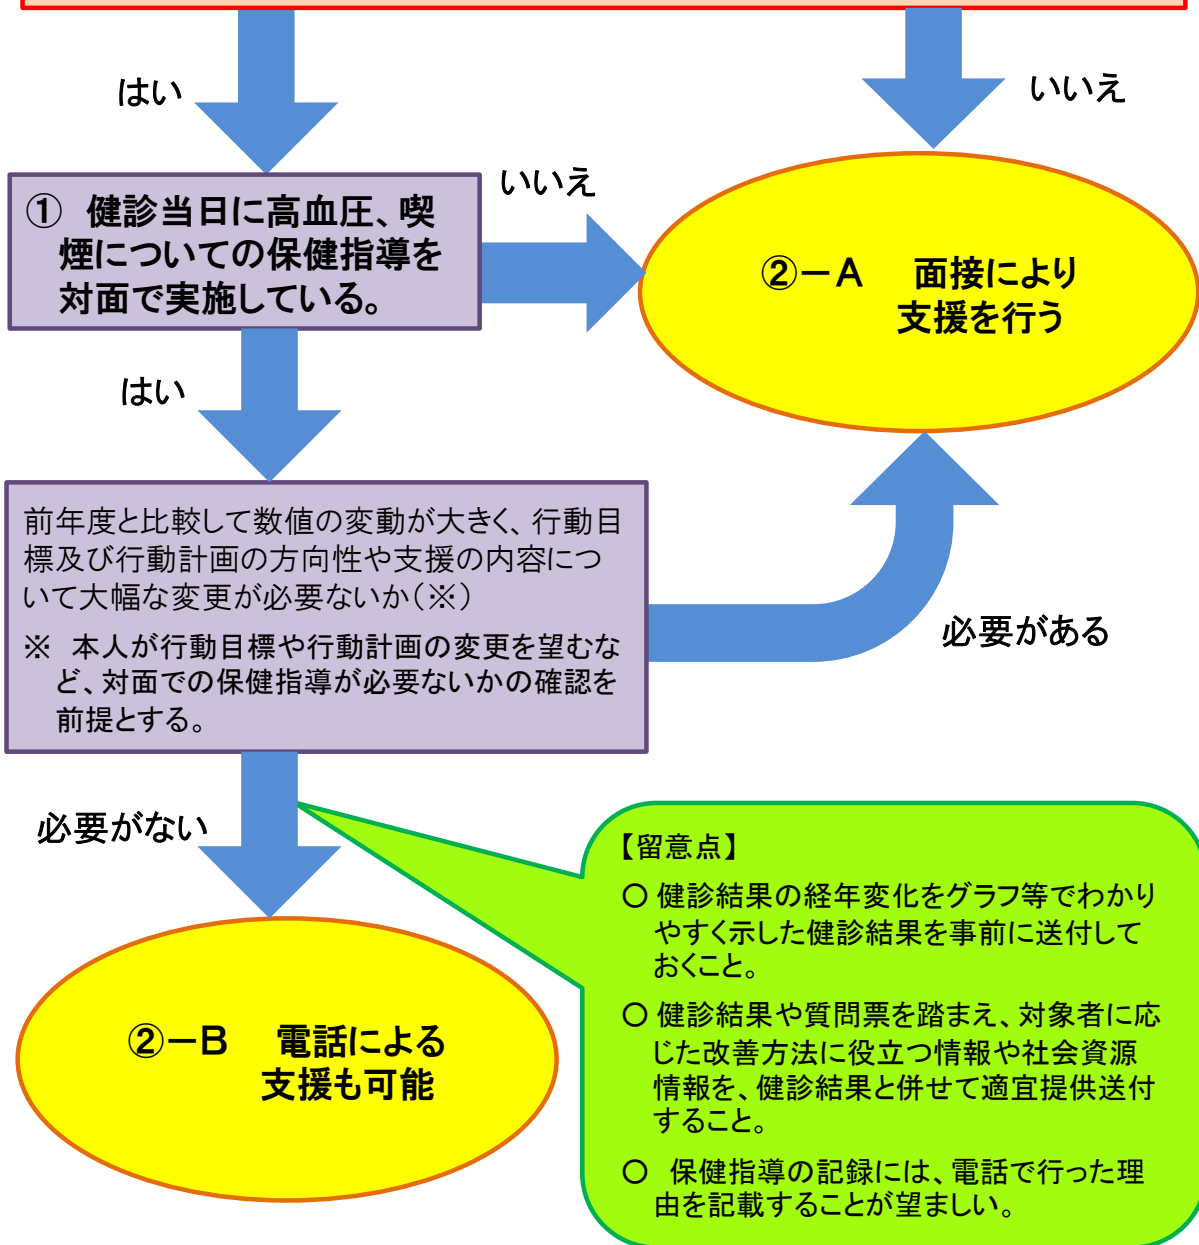 はい
いいえ
① 健診当日に高血圧、喫
煙についての保健指導を
対面で実施している。
いいえ
②－A 面接により
支援を行う
はい
前年度と比較して数値の変動が大きく、行動目
標及び行動計画の方向性や支援の内容につ
いて大幅な変更が必要ないか(※)
※ 本人が行動目標や行動計画の変更を望むな
ど、対面での保健指導が必要ないかの確認を
前提とする。
必要がある
必要がない
②－B 電話による
支援も可能
【留意点】
○ 健診結果の経年変化をグラフ等でわかり
やすく示した健診結果を事前に送付して
おくこと。
○ 健診結果や質問票を踏まえ、対象者に応
じた改善方法に役立つ情報や社会資源
情報を、健診結果と併せて適宜提供送付
すること。
○ 保健指導の記録には、電話で行った理
由を記載することが望ましい。